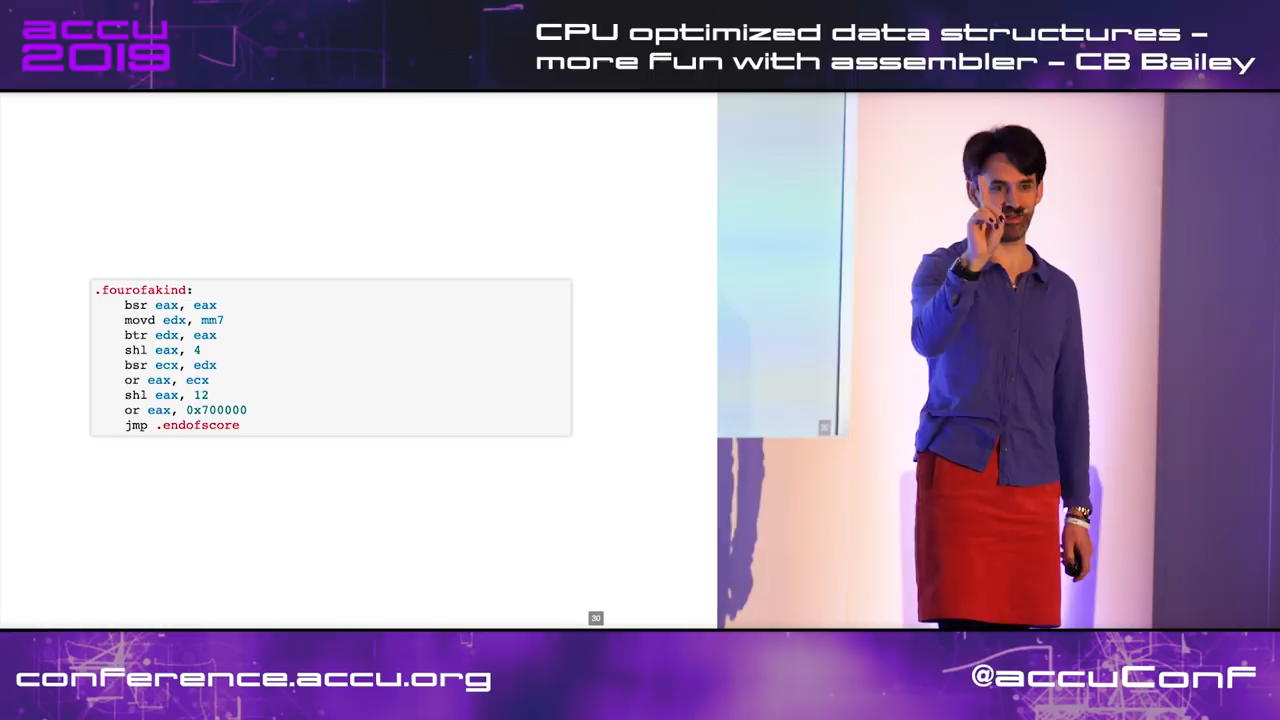 accu
2019
CPU optimized data structures –
more fun with assembler – CB Bailey
.fourofakind:
bsr eax, eax
movd edx, mm7
btr edx, eax
shl eax, 4
bsr ecx, edx
or eax, ecx
shl eax, 12
or eax, 0x700000
jmp .endofscore
30
conference.accu.org
@accuConf